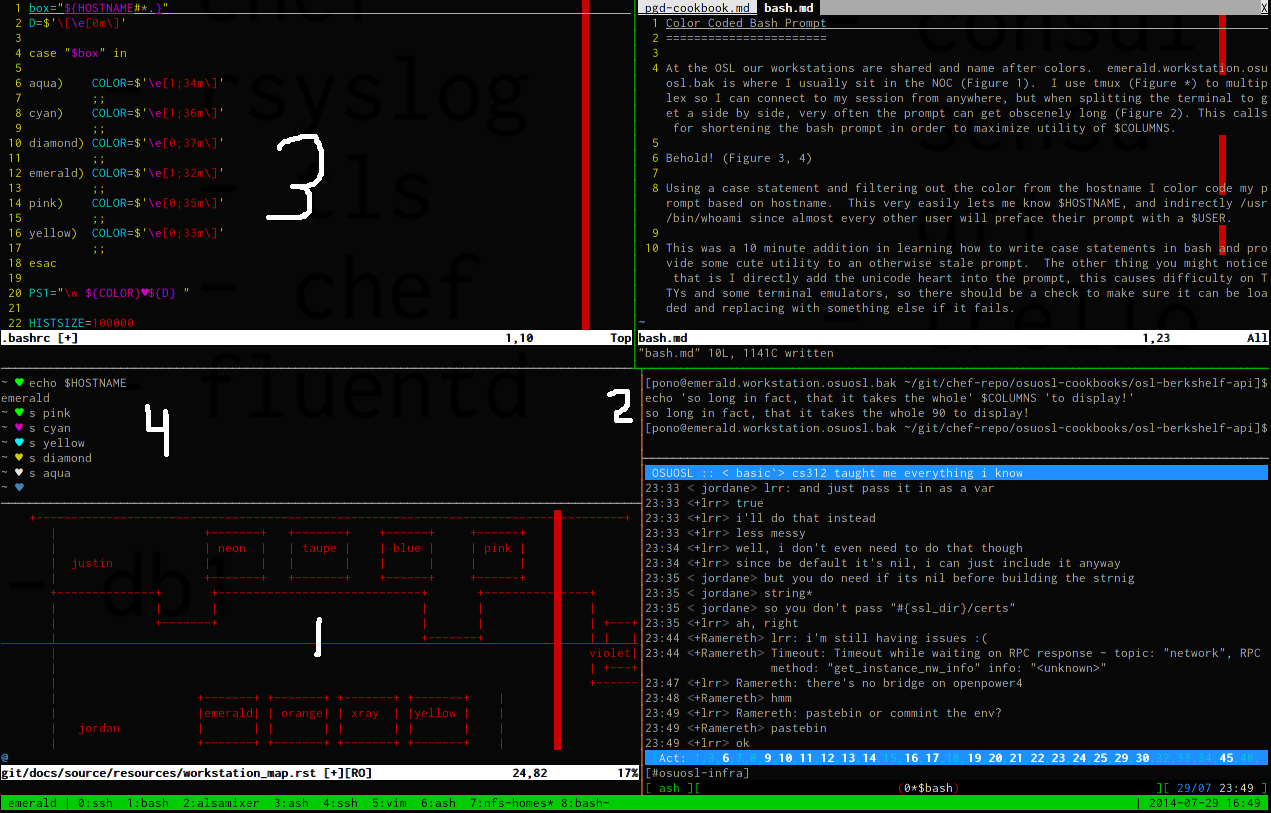 1 box="${HOSTNAME#*.}"
2 D=$'\[\e[0m\]'
3
4 case "$box" in
5
6 aqua) COLOR=$'\e[1;34m\]'
7 ;;
8 cyan) COLOR=$'\e[1;36m\]'
9 ;;
10 diamond) COLOR=$'\e[0;37m\]'
11 ;;
12 emerald) COLOR=$'\e[1;32m\]'
13 ;;
14 pink) COLOR=$'\e[0;35m\]'
15 ;;
16 yellow) COLOR=$'\e[0;33m\]'
17 ;;
18 esac
19
20 PS1="\w ${COLOR}♥${D} "
21
22 HISTSIZE=100000
.bashrc [+] 1,10 Top
3
syslog
- tls
- chef
- fluentd
- db1
pgd-cookbook.md bash.md X
1 Color Coded Bash Prompt
2 =======================
3
4 At the OSL our workstations are shared and name after colors.  emerald.workstation.osu
osl.bak is where I usually sit in the NOC (Figure 1).  I use tmux (Figure *) to multip
lex so I can connect to my session from anywhere, but when splitting the terminal to g
et a side by side, very often the prompt can get obscenely long (Figure 2). This calls
for shortening the bash prompt in order to maximize utility of $COLUMNS.
5
6 Behold! (Figure 3, 4)
7
8 Using a case statement and filtering out the color from the hostname I color code my p
rompt based on hostname.  This very easily lets me know $HOSTNAME, and indirectly /usr
/bin/whoami since almost every other user will preface their prompt with a $USER.
9
10 This was a 10 minute addition in learning how to write case statements in bash and pro
vide some cute utility to an otherwise stale prompt.  The other thing you might notice
that is I directly add the unicode heart into the prompt, this causes difficulty on T
TYs and some terminal emulators, so there should be a check to make sure it can be loa
ded and replacing with something else if it fails.
~
bash.md 1,23 All
"bash.md" 10L, 1141C written
consul
sensu
trello
~ ♥ echo $HOSTNAME
emerald
~ ♥ s pink
~ ♥ s cyan
~ ♥ s yellow
~ ♥ s diamond
~ ♥ s aqua
~ ♥
4
2
[pono@emerald.workstation.osuosl.bak ~/git/chef-repo/osuosl-cookbooks/osl-berkshelf-api]$
echo 'so long in fact, that it takes the whole' $COLUMNS 'to display!'
so long in fact, that it takes the whole 90 to display!
[pono@emerald.workstation.osuosl.bak ~/git/chef-repo/osuosl-cookbooks/osl-berkshelf-api]$
neon taupe blue pink
justin
1
violet
emerald orange xray yellow
jordan
@
git/docs/source/resources/workstation_map.rst [+][RO] 24,82 17%
OSUOSL :: < basic`> cs312 taught me everything i know
23:33 < jordane> lrr: and just pass it in as a var
23:33 <+lrr> true
23:33 <+lrr> i'll do that instead
23:33 <+lrr> less messy
23:34 <+lrr> well, i don't even need to do that though
23:34 <+lrr> since be default it's nil, i can just include it anyway
23:35 < jordane> but you do need if its nil before building the strnig
23:35 < jordane> string*
23:35 < jordane> so you don't pass "#{ssl_dir}/certs"
23:35 <+lrr> ah, right
23:44 <+Ramereth> lrr: i'm still having issues :(
23:44 <+Ramereth> Timeout: Timeout while waiting on RPC response - topic: "network", RPC
method: "get_instance_nw_info" info: "<unknown>"
23:47 <+lrr> Ramereth: there's no bridge on openpower4
23:48 <+Ramereth> hmm
23:49 <+lrr> Ramereth: pastebin or commint the env?
23:49 <+Ramereth> pastebin
23:49 <+lrr> ok
Act: 6 9 10 11 12 13 14 16 17 19 20 21 22 23 24 25 29 30 45
[#osuosl-infra]
[ ash ][ (0*$bash) ][ 29/07 23:49 ]
emerald | 0:ssh 1:bash 2:alsamixer 3:ash 4:ssh 5:vim 6:ash 7:nfs-homes* 8:bash- | 2014-07-29 16:49